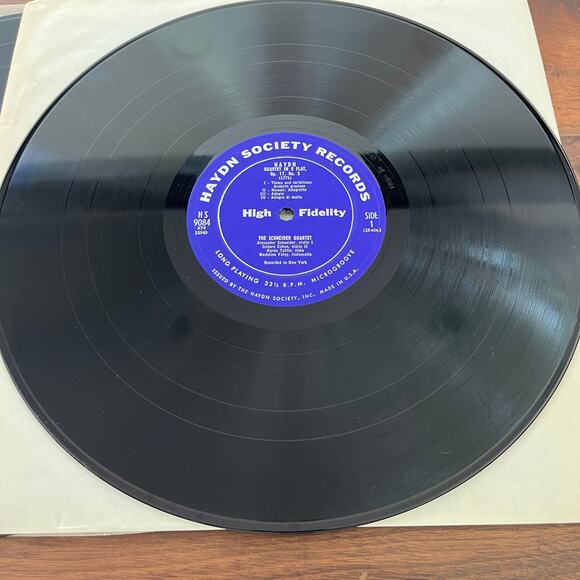 HAYDN SOCIETY RECORDS
HAYDN
QUARTET IN E FLAT,
Op. 17, No. 3
(1771)
I - Theme and variations:
Andante grazioso
II - Menuet: Allegretto
III - Adagio
IV - Allegro di molto
HS
9084
XTV
High Fidelity
SIDE
1
THE SCHNEIDER QUARTET
Alexander Schneider, violin I
Isidore Cohen, violin II
Karen Tuttle, viola
Madeline Foley, violoncello
Recorded in New York
LONG PLAYING 33⅓ R.P.M. MICROGROOVE
ISSUED BY THE HAYDN SOCIETY, INC. MADE IN U.S.A.